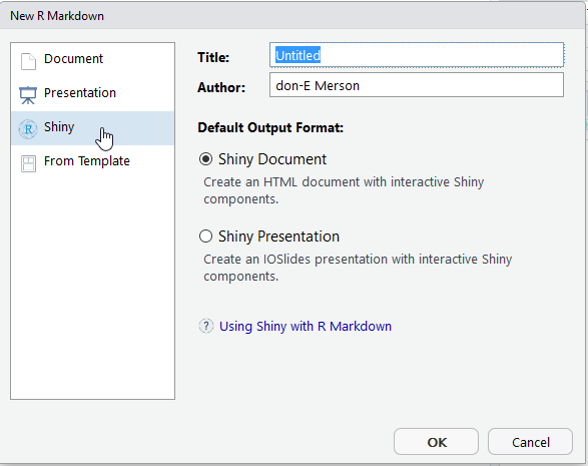 New R Markdown
Document
Presentation
Shiny
From Template
Title: Untitled
Author: don-E Merson
Default Output Format:
Shiny Document
Create an HTML document with interactive Shiny
components.
Shiny Presentation
Create an IOSlides presentation with interactive Shiny
components.
? Using Shiny with R Markdown
OK Cancel